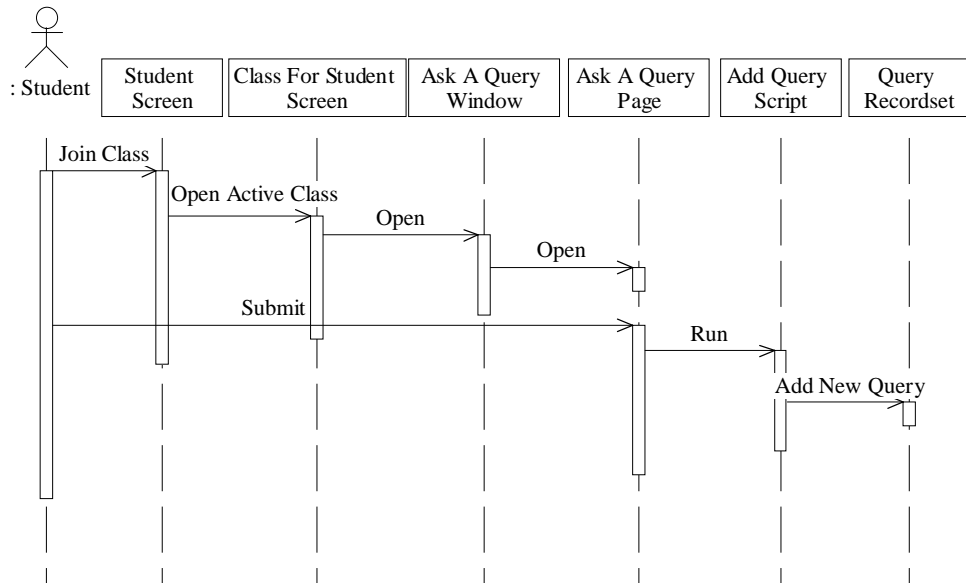 : Student
Student
Screen
Class For Student
Screen
Ask A Query
Window
Ask A Query
Page
Add Query
Script
Query
Recordset
Join Class
Open Active Class
Open
Open
Submit
Run
Add New Query